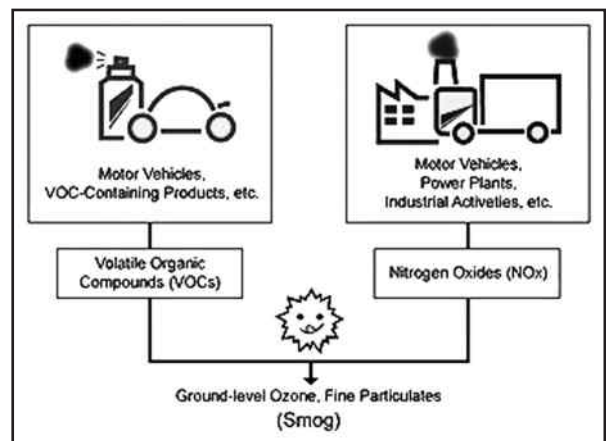 Motor Vehicles,
VOC-Containing Products, etc.
Motor Vehicles,
Power Plants,
Industrial Activeties, etc.
Volatile Organic
Compounds (VOCs)
Nitrogen Oxides (NOx)
Ground-level Ozone, Fine Particulates
(Smog)